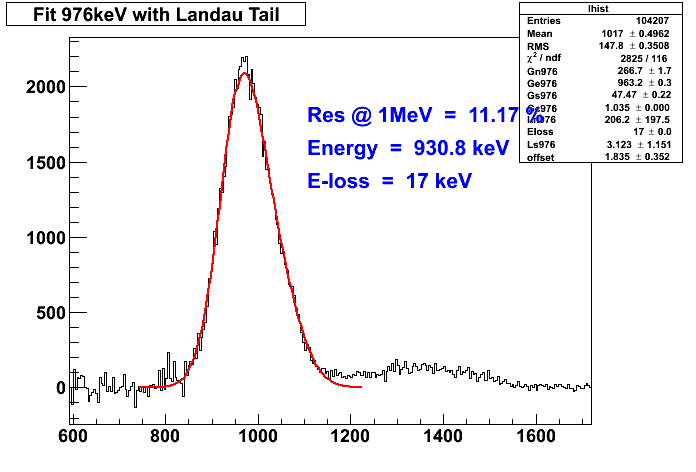 Fit 976keV with Landau Tail
lhist
Entries 104207
Mean 1017 ± 0.4962
RMS 147.8 ± 0.3508
χ² / ndf 2825 / 116
Gn976 266.7 ± 1.7
Ge976 963.2 ± 0.3
Gs976 47.47 ± 0.22
1.035 ± 0.000
206.2 ± 197.5
Eloss 17 ± 0.0
Ls976 3.123 ± 1.151
offset 1.835 ± 0.352
Res @ 1MeV = 11.17 %
Energy = 930.8 keV
E-loss = 17 keV
2000
1500
1000
500
0
600 800 1000 1200 1400 1600